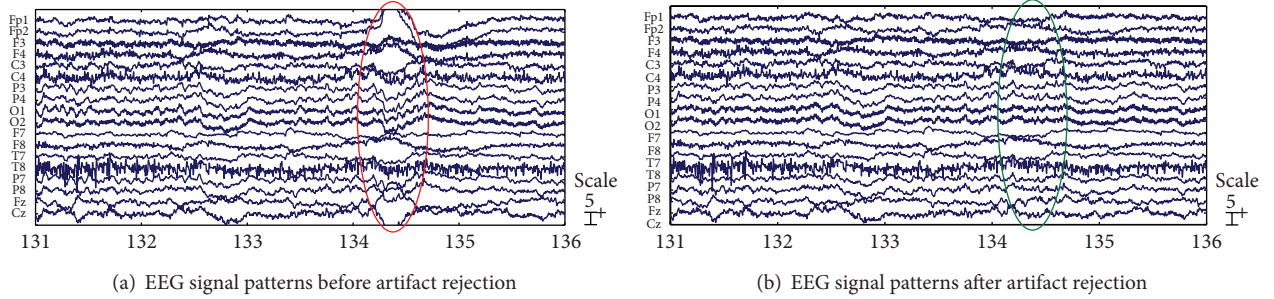 Fp1
Fp2
F3
F4
C3
C4
P3
P4
O1
O2
F7
F8
T7
T8
P7
P8
Fz
Cz
131 132 133 134 135 136
Scale
5
+
(a) EEG signal patterns before artifact rejection
Fp1
Fp2
F3
F4
C3
C4
P3
P4
O1
O2
F7
F8
T7
T8
P7
P8
Fz
Cz
131 132 133 134 135 136
Scale
5
+
(b) EEG signal patterns after artifact rejection